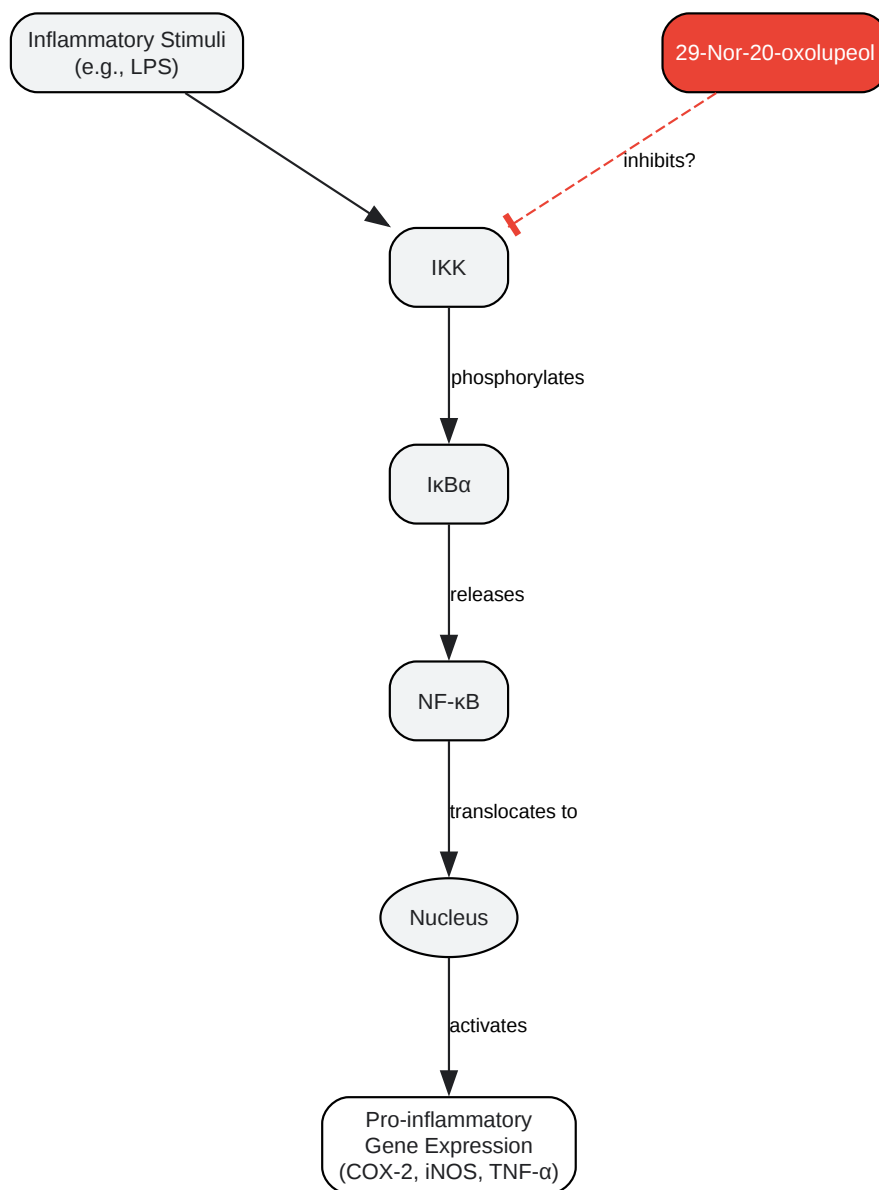 Inflammatory Stimuli
(e.g., LPS)
29-Nor-20-oxolupeol
inhibits?
IKK
phosphorylates
IκBα
releases
NF-κB
translocates to
Nucleus
activates
Pro-inflammatory
Gene Expression
(COX-2, iNOS, TNF-α)